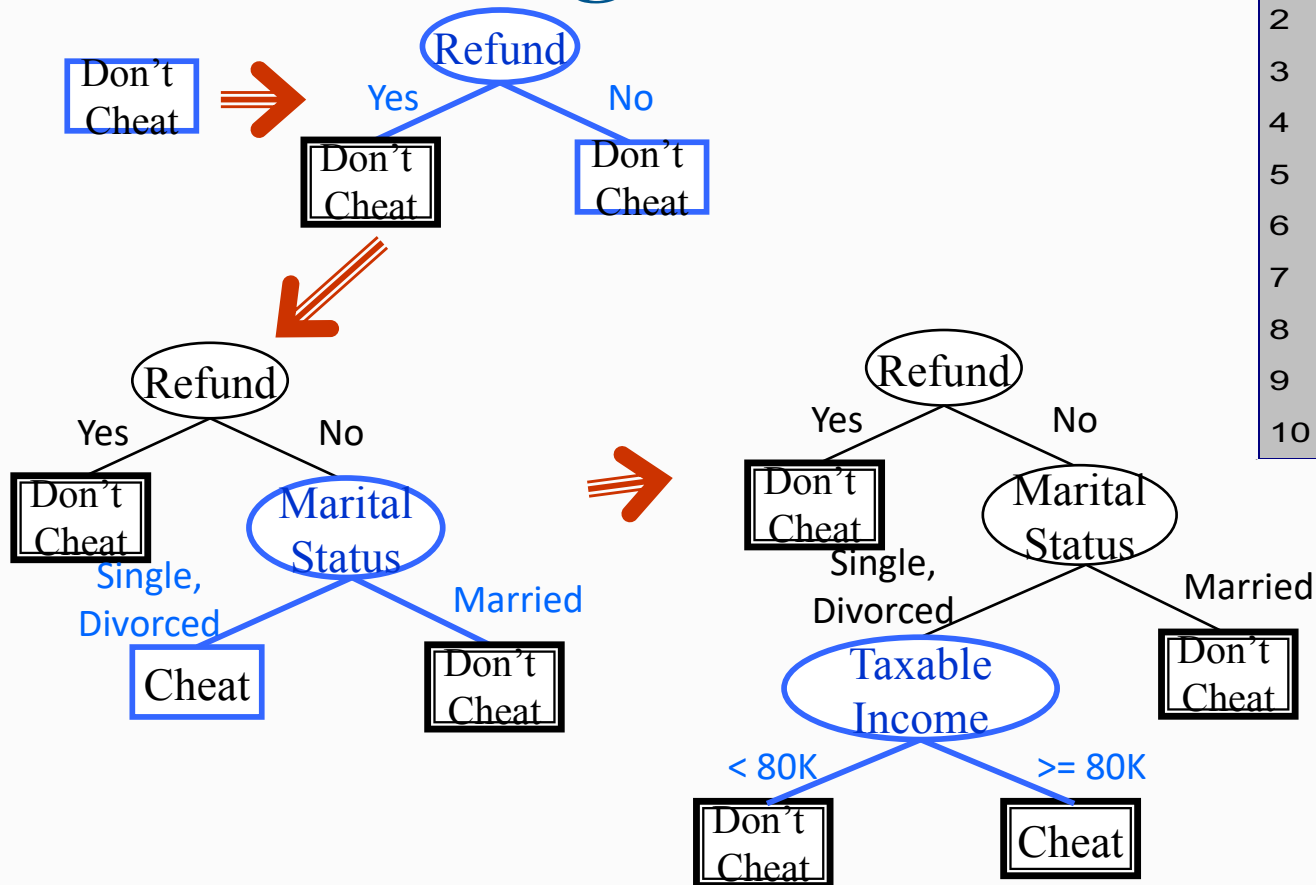 Refund
Don't
Cheat
Yes
No
Don't
Cheat
Don't
Cheat
Refund
Yes
No
Don't
Cheat
Marital
Status
Single,
Divorced
Married
Cheat
Don't
Cheat
Refund
Yes
No
Don't
Cheat
Marital
Status
Single,
Divorced
Married
Taxable
Income
Don't
Cheat
< 80K
>= 80K
Don't
Cheat
Cheat
2
3
4
5
6
7
8
9
10